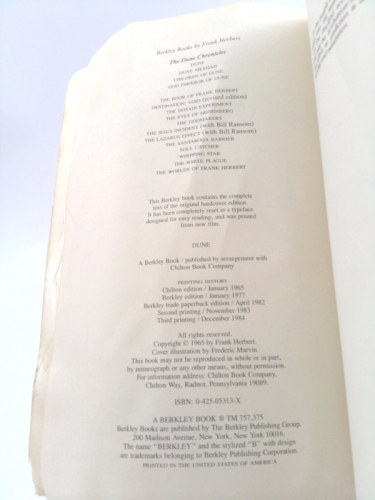 Berkley Books by Frank Herbert
The Dune Chronicles
DUNE
DUNE MESSIAH
CHILDREN OF DUNE
GOD EMPEROR OF DUNE
THE BOOK OF FRANK HERBERT
DESTINATION: VOID (revised edition)
THE DOSADI EXPERIMENT
THE EYES OF HEISENBERG
THE GODMAKERS
THE JESUS INCIDENT (with Bill Ransom)
THE LAZARUS EFFECT (with Bill Ransom)
THE SANTAROGA BARRIER
SOUL CATCHER
WHIPPING STAR
THE WHITE PLAGUE
THE WORLDS OF FRANK HERBERT
This Berkley book contains the complete
text of the original hardcover edition.
It has been completely reset in a typeface
designed for easy reading, and was printed
from new film.
DUNE
A Berkley Book / published by arrangement with
Chilton Book Company
PRINTING HISTORY
Chilton edition / January 1965
Berkley edition / January 1977
Berkley trade paperback edition / April 1982
Second printing / November 1983
Third printing / December 1984
All rights reserved.
Copyright © 1965 by Frank Herbert.
Cover illustration by Frederic Marvin.
This book may not be reproduced in whole or in part,
by mimeograph or any other means, without permission.
For information address: Chilton Book Company,
Chilton Way, Radnor, Pennsylvania 19089.
ISBN: 0-425-05313-X
A BERKLEY BOOK ® TM 757,375
Berkley Books are published by The Berkley Publishing Group,
200 Madison Avenue, New York, New York 10016.
The name "BERKLEY" and the stylized "B" with design
are trademarks belonging to Berkley Publishing Corporation.
PRINTED IN THE UNITED STATES OF AMERICA